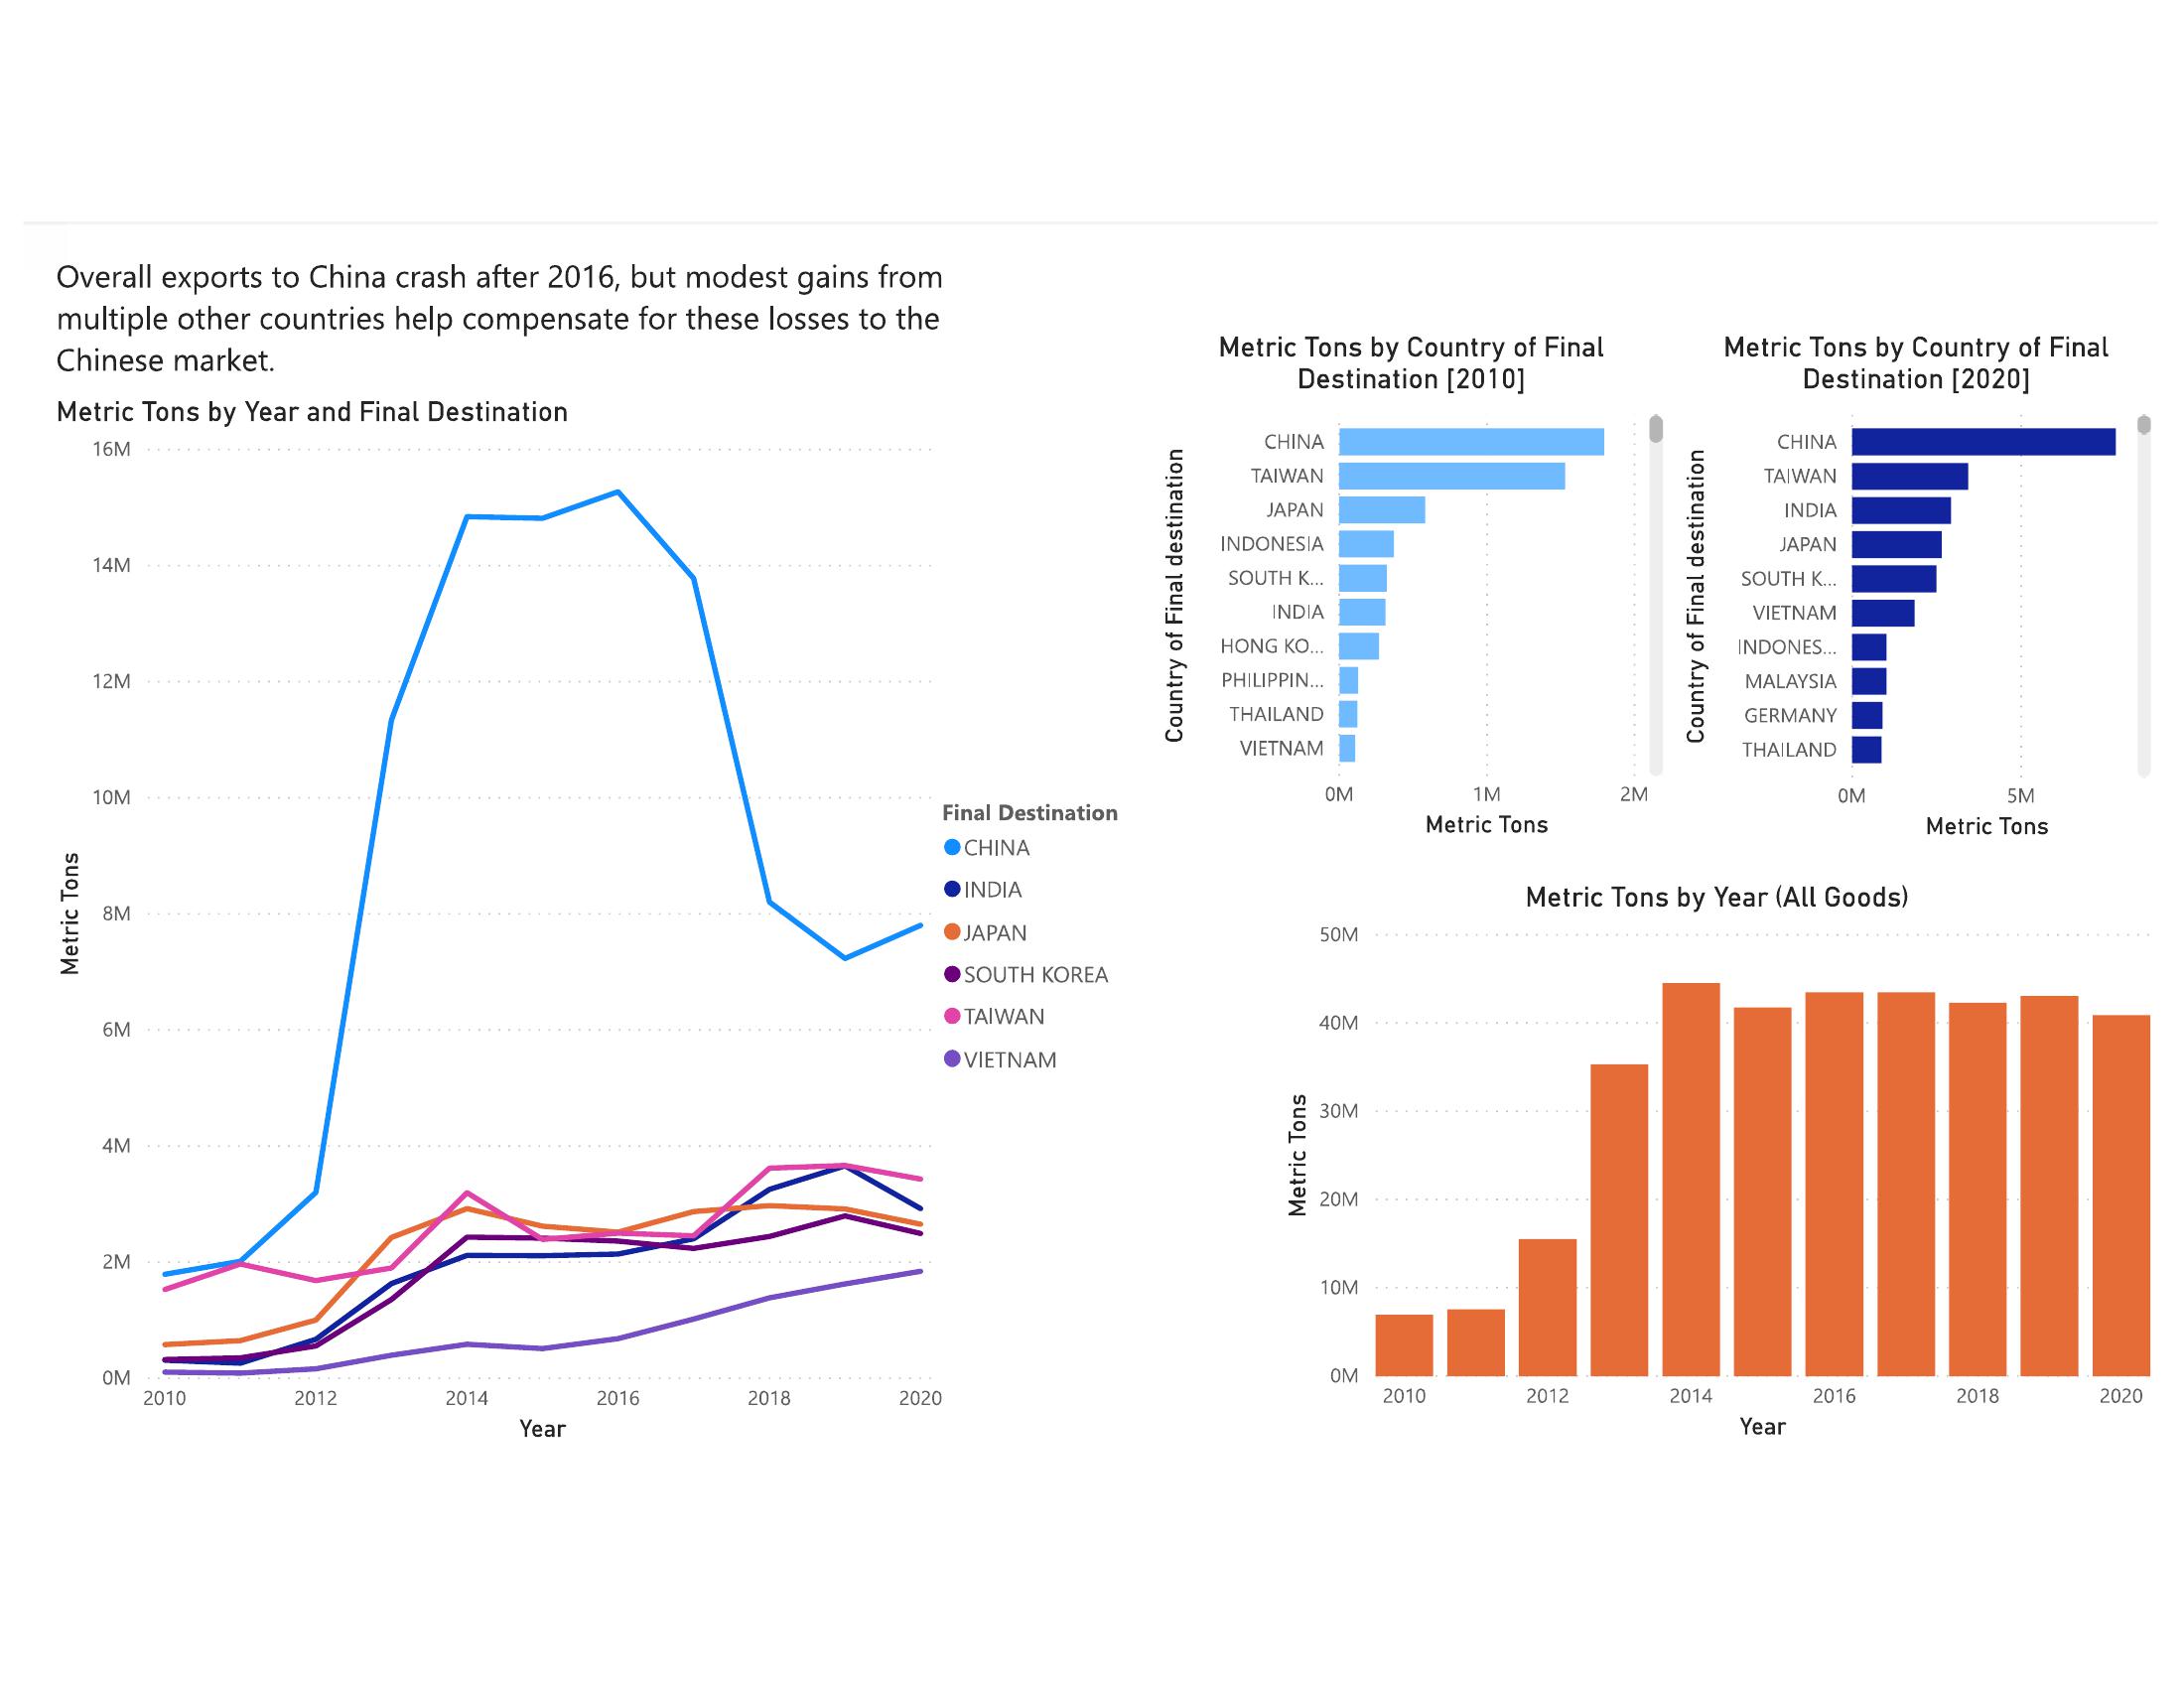 Overall exports to China crash after 2016, but modest gains from
multiple other countries help compensate for these losses to the
Chinese market.
Metric Tons by Year and Final Destination
16M
14M
12M
10M
8M
6M
4M
2M
0M
Metric Tons
2010
2012
2014
2016
2018
2020
Year
Final Destination
CHINA
INDIA
JAPAN
SOUTH KOREA
TAIWAN
VIETNAM
Metric Tons by Country of Final
Destination [2010]
Country of Final destination
CHINA
TAIWAN
JAPAN
INDONESIA
SOUTH K...
INDIA
HONG KO...
PHILIPPIN...
THAILAND
VIETNAM
0M
1M
2M
Metric Tons
Metric Tons by Country of Final
Destination [2020]
Country of Final destination
CHINA
TAIWAN
INDIA
JAPAN
SOUTH K...
VIETNAM
INDONES...
MALAYSIA
GERMANY
THAILAND
0M
5M
Metric Tons
Metric Tons by Year (All Goods)
50M
40M
30M
20M
10M
0M
Metric Tons
2010
2012
2014
2016
2018
2020
Year